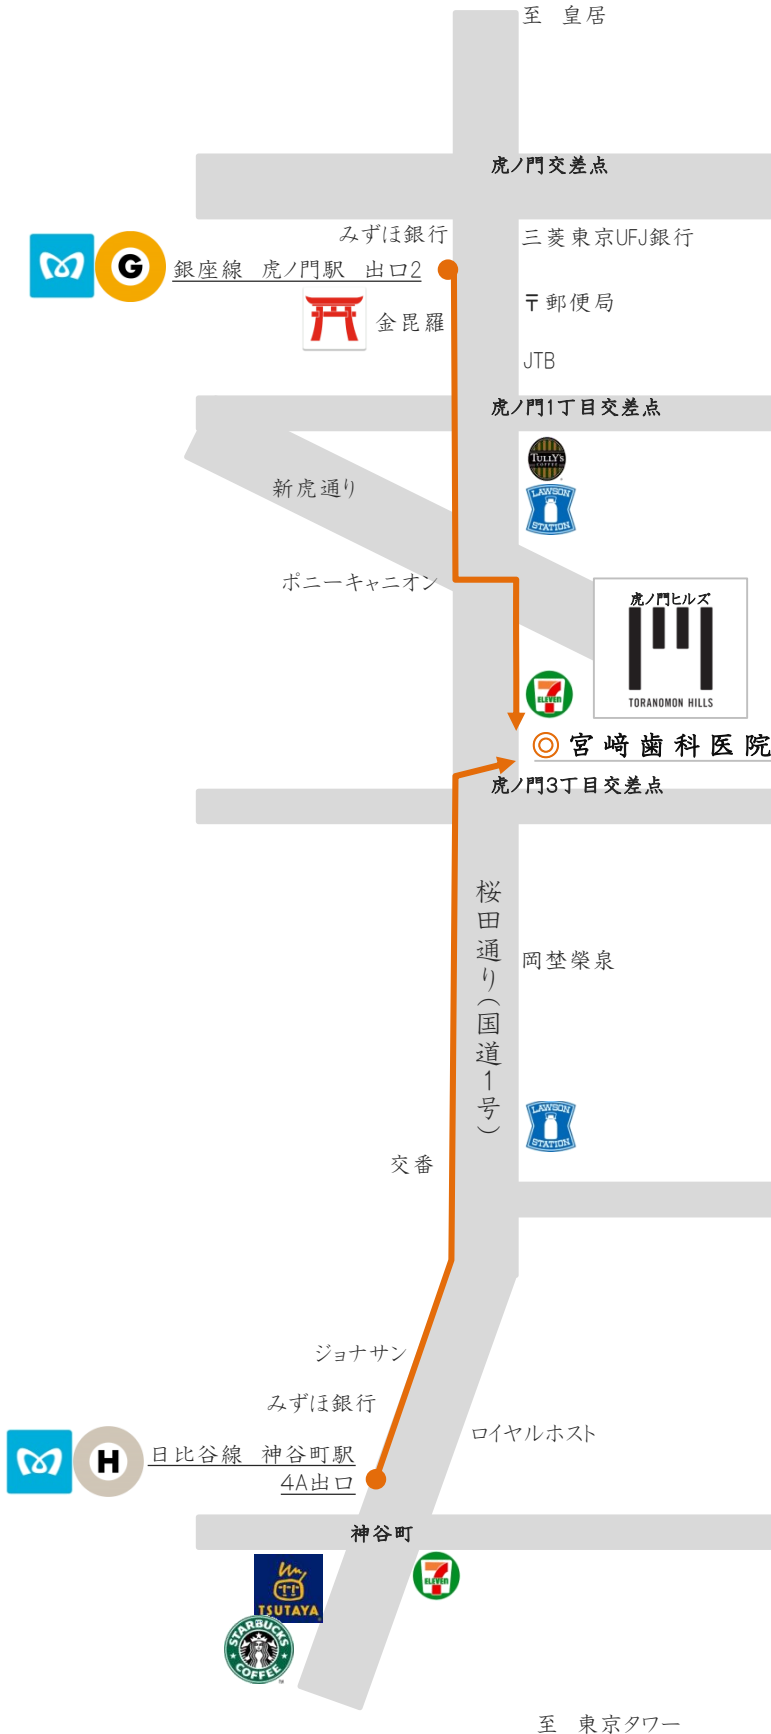 至 皇居
虎ノ門交差点
みずほ銀行
三菱東京UFJ銀行
G
銀座線 虎ノ門駅 出口2
〒郵便局
金毘羅
JTB
虎ノ門1丁目交差点
TULLY'S
COFFEE
新虎通り
LAWSON
STATION
ポニーキャニオン
虎ノ門ヒルズ
TORANOMON HILLS
ELEVEN
◎宮崎歯科医院
虎ノ門3丁目交差点
桜田通り(国道1号)
岡埜榮泉
LAWSON
STATION
交番
ジョナサン
みずほ銀行
ロイヤルホスト
H
日比谷線 神谷町駅
4A出口
神谷町
ELEVEN
TSUTAYA
STARBUCKS
COFFEE
至 東京タワー